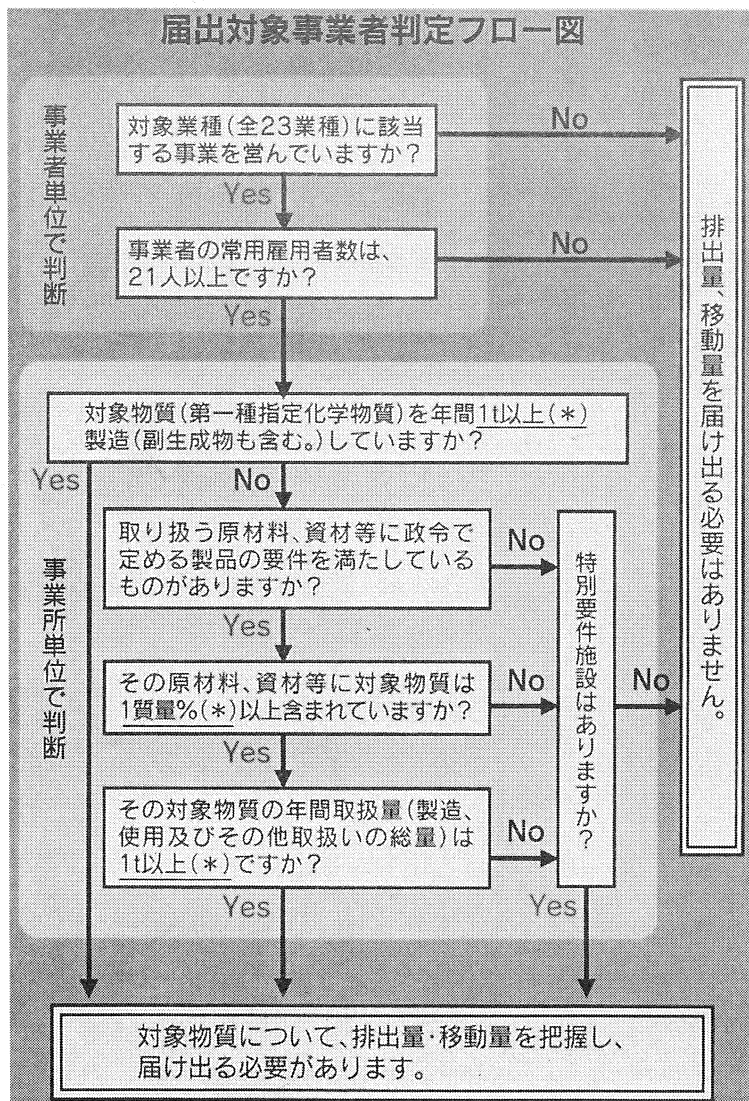 届出対象事業者判定フロー図
事業者単位で判断
対象業種(全23業種)に該当
する事業を営んでいますか?
No
Yes
事業者の常用雇用者数は、
21人以上ですか?
No
Yes
排出量、移動量を届け出る必要はありません。
事業所単位で判断
対象物質(第一種指定化学物質)を年間1t以上(*)
製造(副生成物も含む。)していますか?
Yes
No
取り扱う原材料、資材等に政令で
定める製品の要件を満たしている
ものがありますか?
No
Yes
その原材料、資材等に対象物質は
1質量%(*)以上含まれていますか?
No
Yes
その対象物質の年間取扱量(製造、
使用及びその他取扱いの総量)は
1t以上(*)ですか?
No
Yes
特別要件施設はありますか?
No
Yes
対象物質について、排出量・移動量を把握し、
届け出る必要があります。